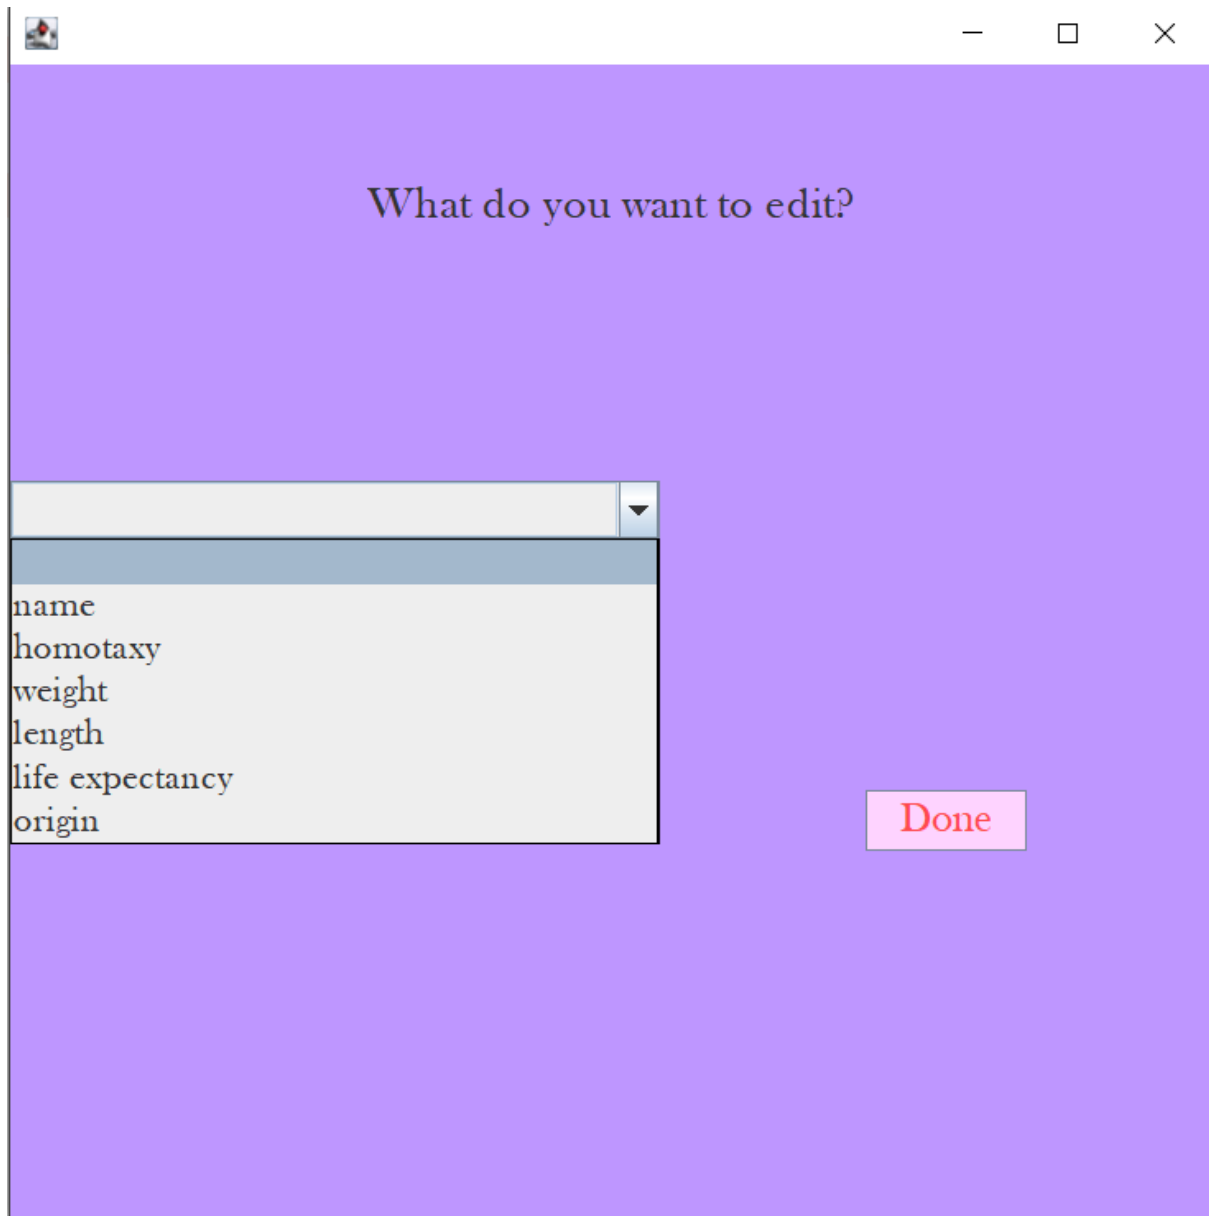 What do you want to edit?
name
homotaxy
weight
length
life expectancy
origin
Done